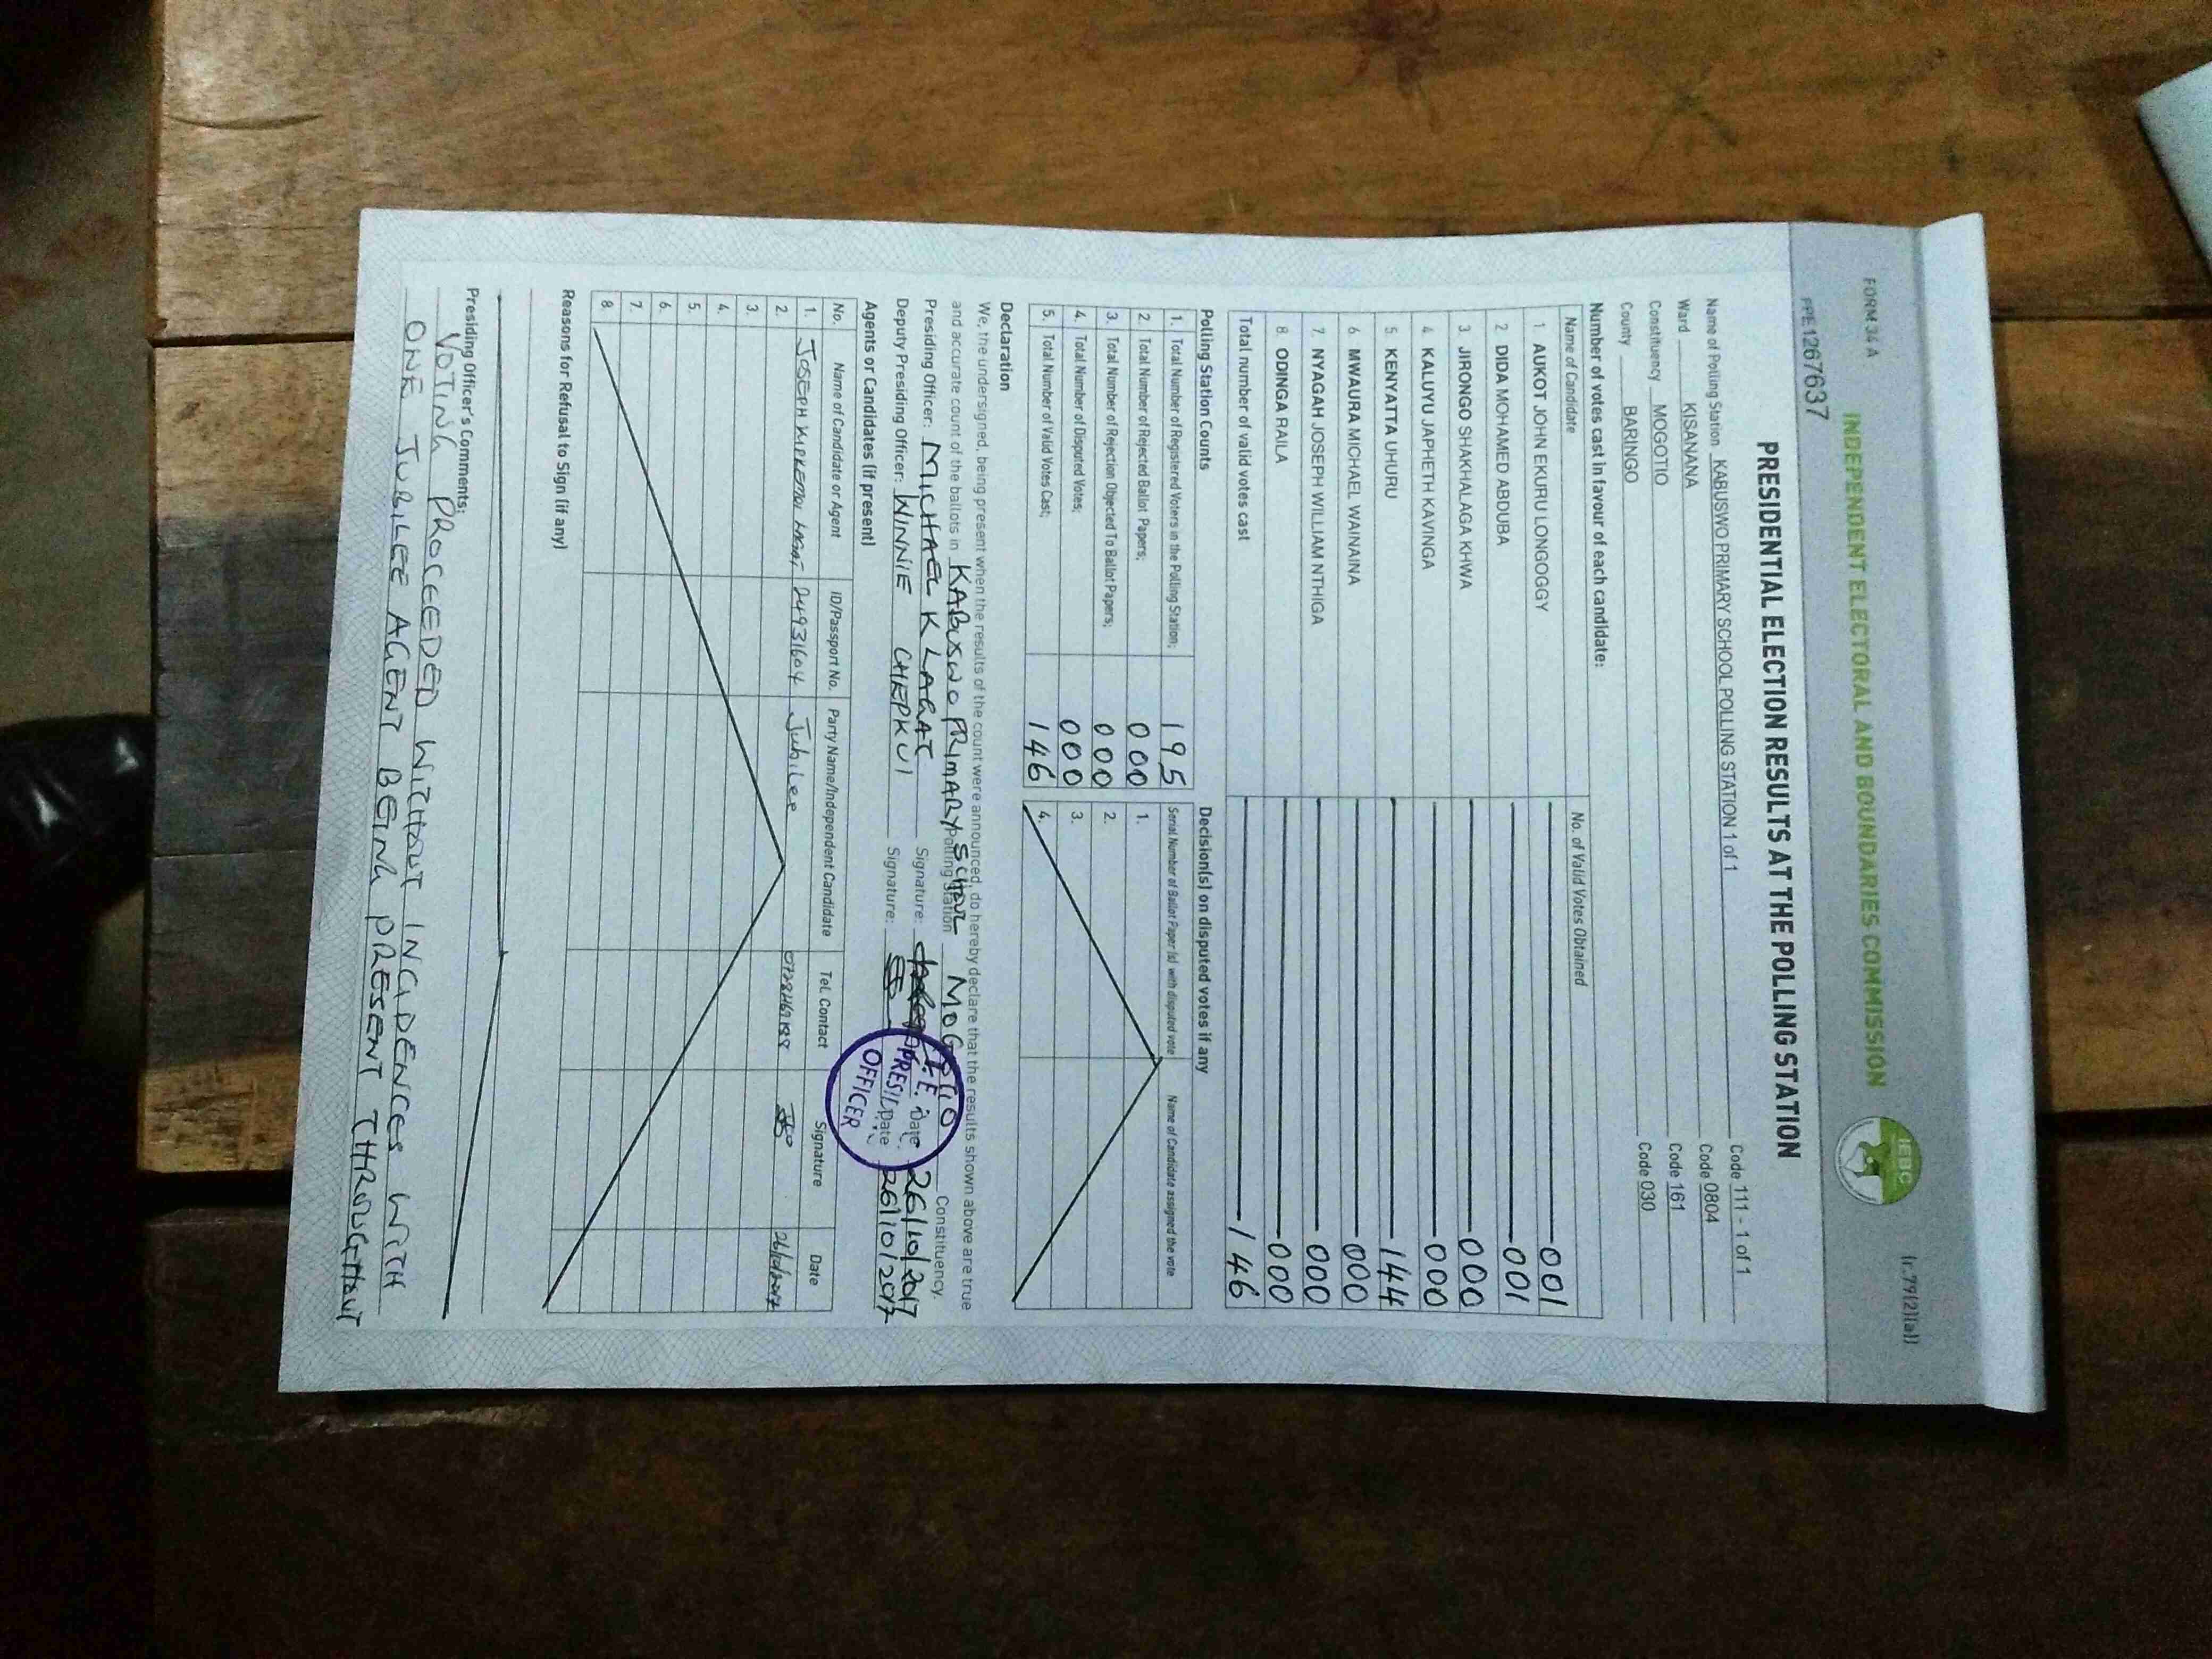 FORM 34 A
(r.79(2)(a))
INDEPENDENT ELECTORAL AND BOUNDARIES COMMISSION
IEBC
PPE1267637
PRESIDENTIAL ELECTION RESULTS AT THE POLLING STATION
Name of Polling Station KABUSWO PRIMARY SCHOOL POLLING STATION 1 of 1 Code 111 - 1 of 1
Ward KISANANA Code 0804
Constituency MOGOTIO Code 161
County BARINGO Code 030
Number of votes cast in favour of each candidate:
Name of Candidate No. of Valid Votes Obtained
1 AUKOT JOHN EKURU LONGOGGY 001
2 DIDA MOHAMED ABDUBA 001
3 JIRONGO SHAKHALAGA KHWA 000
4 KALUYU JAPHETH KAVINGA 000
5 KENYATTA UHURU 144
6 MWAURA MICHAEL WAINAINA 000
7. NYAGAH JOSEPH WILLIAM NTHIGA 000
8. ODINGA RAILA 000
Total number of valid votes cast 146
Polling Station Counts Decision(s) on disputed votes if any
1. Total Number of Registered Voters in the Polling Station; 195 Serial Number of Ballot Paper (s) with disputed vote Name of Candidate assigned the vote
2. Total Number of Rejected Ballot Papers; 000 1.
3. Total Number of Rejection Objected To Ballot Papers; 000 2.
4. Total Number of Disputed Votes; 000 3.
5. Total Number of Valid Votes Cast; 146 4.
Declaration
We, the undersigned, being present when the results of the count were announced, do hereby declare that the results shown above are true
and accurate count of the ballots in KABUSWO PRIMARY SCHOOL polling station MOGOTIO Constituency.
Presiding Officer: MICHAEL K LAGAT Signature: Date 26/10/2017
Deputy Presiding Officer: WINNIE CHEPKUI Signature: Date 26/10/2017
PRESIDING
OFFICER
Agents or Candidates (if present)
No. Name of Candidate or Agent ID/Passport No. Party Name/Independent Candidate Tel. Contact Signature Date
1. JOSEPH KIPKEMOI LAGAT 24931604 Jubilee 26/10/2017
2.
3.
4.
5.
6.
7.
8.
Reasons for Refusal to Sign (if any)
Presiding Officer's Comments;
VOTING PROCEEDED WITHOUT INCIDENCES WITH
ONE JUBILEE AGENT BEING PRESENT THROUGHOUT